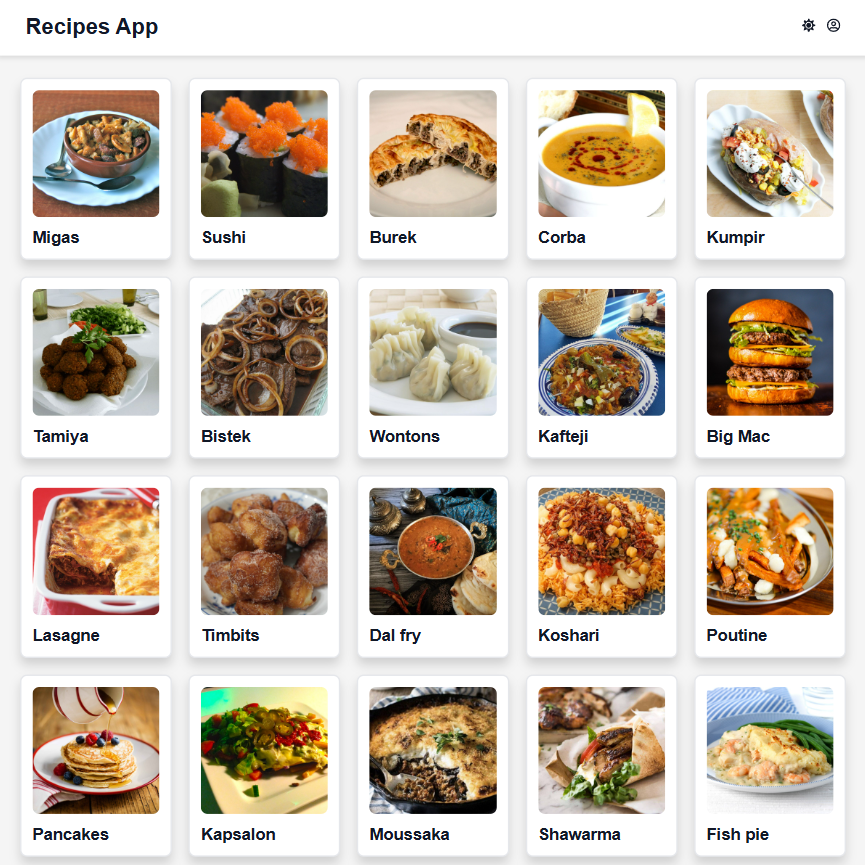 Recipes App
Migas
Sushi
Burek
Corba
Kumpir
Tamiya
Bistek
Wontons
Kafteji
Big Mac
Lasagne
Timbits
Dal fry
Koshari
Poutine
Pancakes
Kapsalon
Moussaka
Shawarma
Fish pie